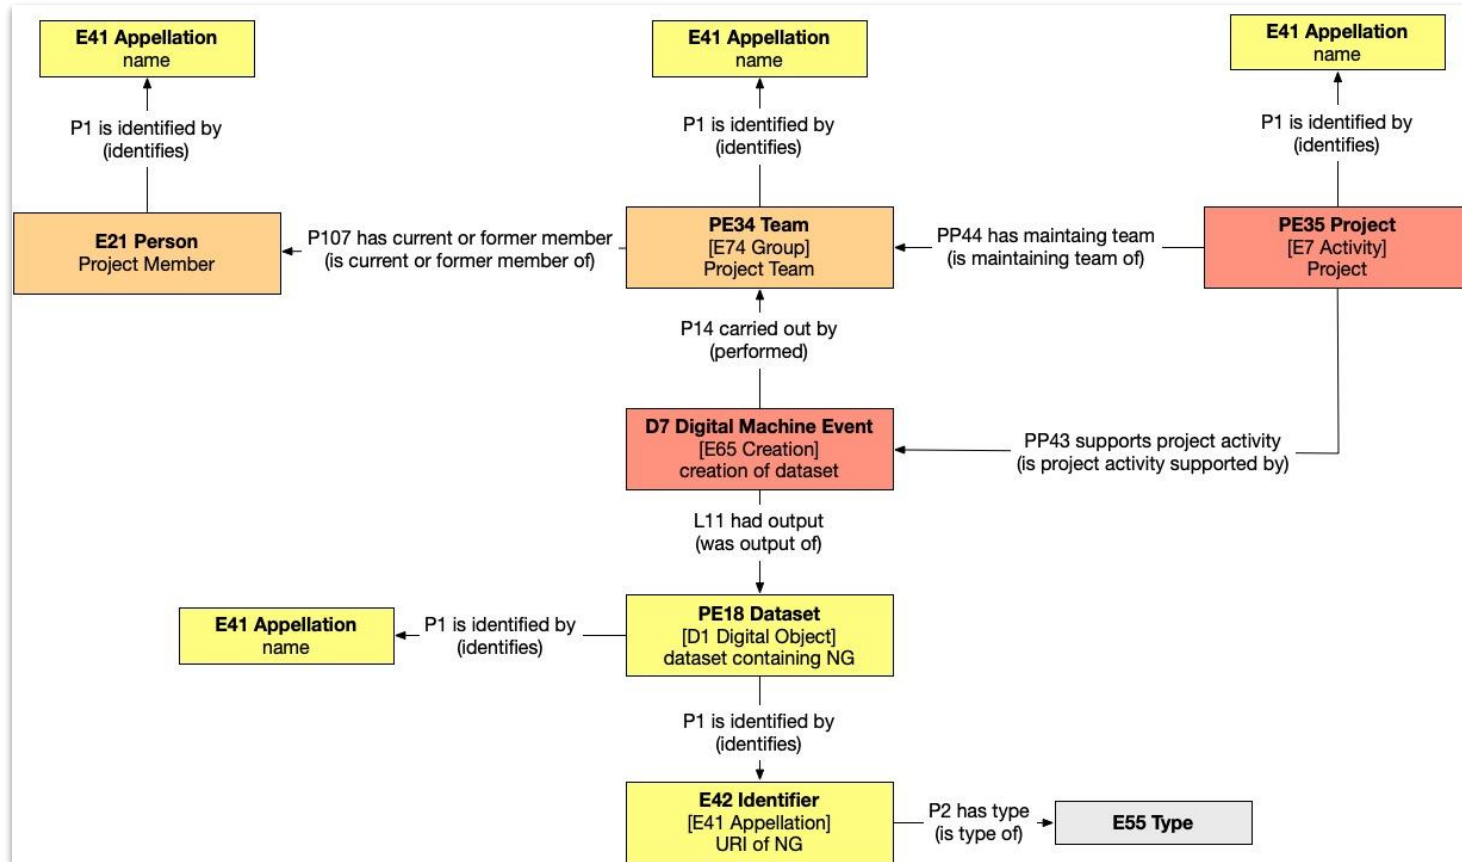 E41 Appellation
name
E41 Appellation
name
E41 Appellation
name
P1 is identified by
(identifies)
P1 is identified by
(identifies)
P1 is identified by
(identifies)
E21 Person
Project Member
P107 has current or former member
(is current or former member of)
PE34 Team
[E74 Group]
Project Team
PP44 has maintaing team
(is maintaining team of)
PE35 Project
[E7 Activity]
Project
P14 carried out by
(performed)
D7 Digital Machine Event
[E65 Creation]
creation of dataset
PP43 supports project activity
(is project activity supported by)
L11 had output
(was output of)
E41 Appellation
name
P1 is identified by
(identifies)
PE18 Dataset
[D1 Digital Object]
dataset containing NG
P1 is identified by
(identifies)
E42 Identifier
[E41 Appellation]
URI of NG
P2 has type
(is type of)
E55 Type